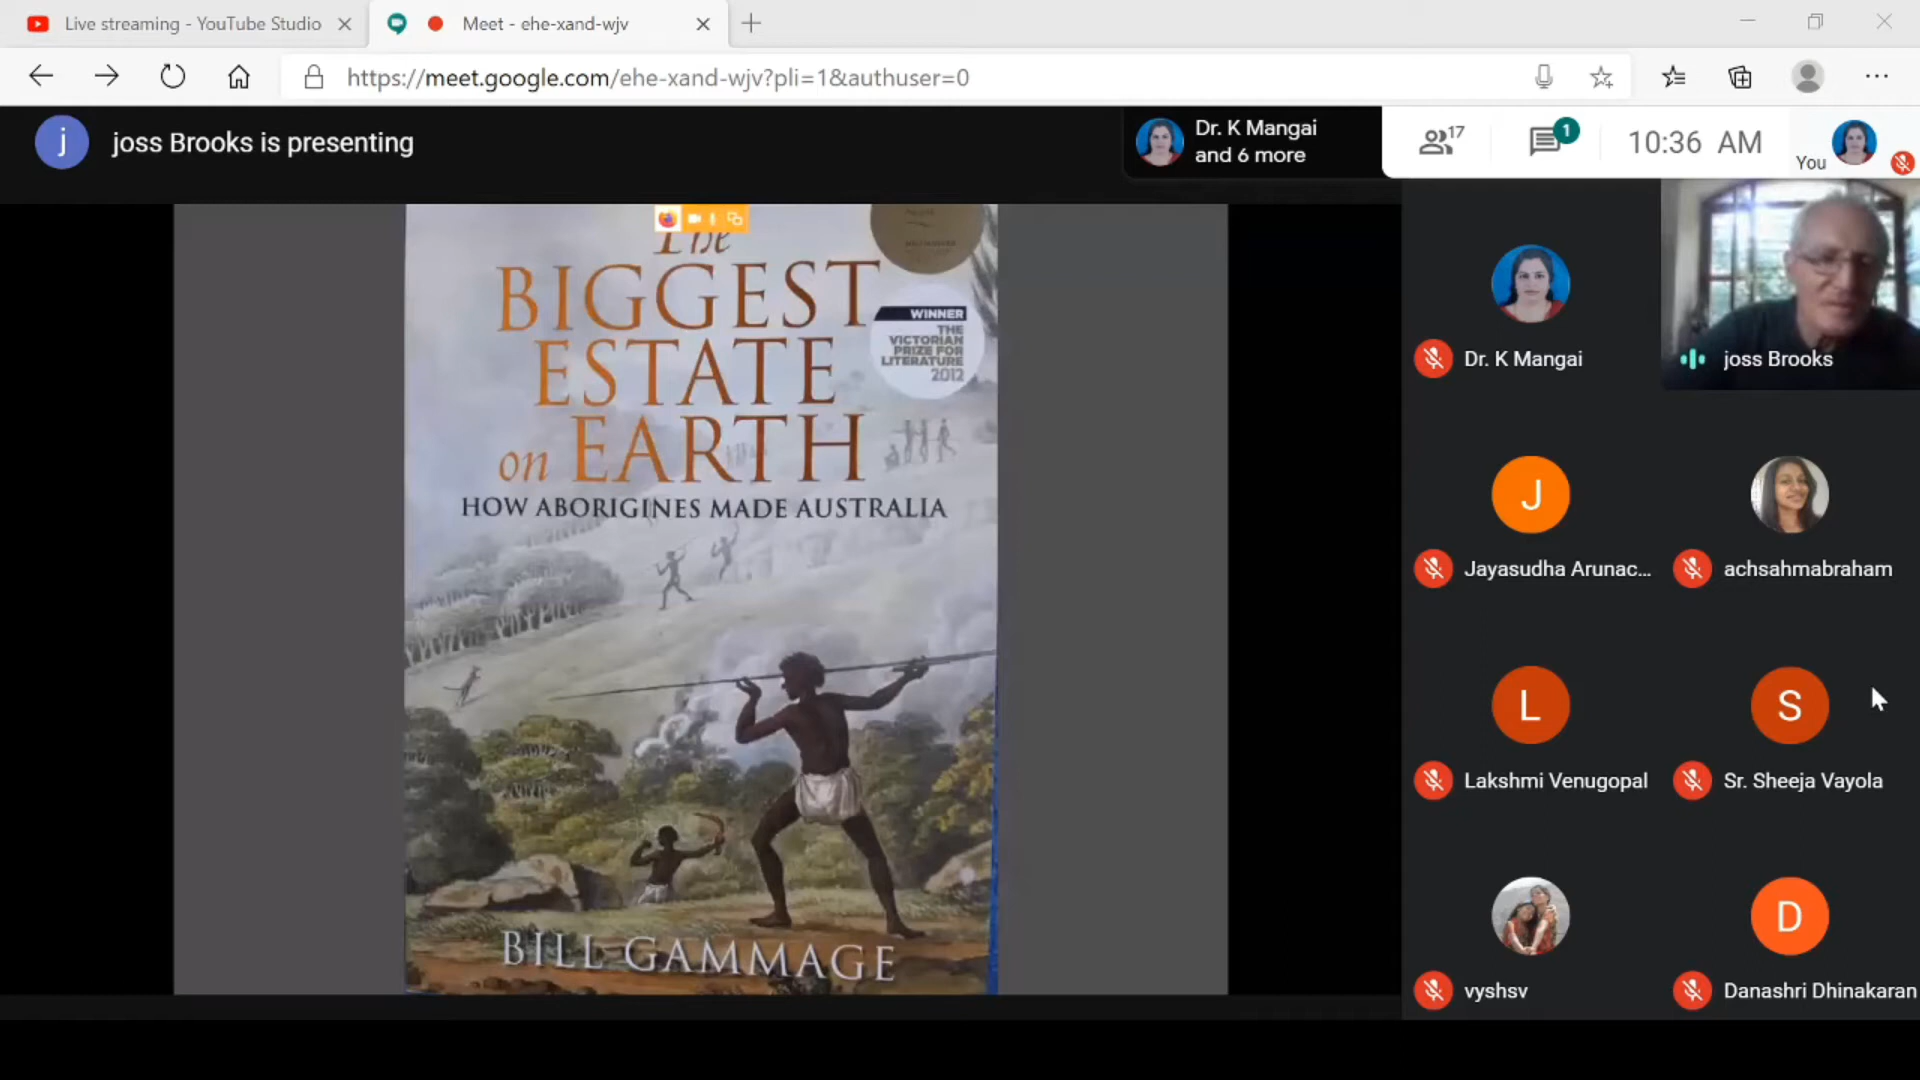 Live streaming - YouTube Studio
Meet - ehe-xand-wjv
https://meet.google.com/ehe-xand-wjv?pli=1&authuser=0
j
joss Brooks is presenting
Dr. K Mangai
and 6 more
17
1
10:36 AM
You
The
BIGGEST
ESTATE
on EARTH
HOW ABORIGINES MADE AUSTRALIA
WINNER
THE
VICTORIAN
PRIZE FOR
LITERATURE
2012
BILL GAMMAGE
Dr. K Mangai
joss Brooks
J
Jayasudha Arunac...
achsahmabraham
L
Lakshmi Venugopal
S
Sr. Sheeja Vayola
vyshsv
D
Danashri Dhinakaran